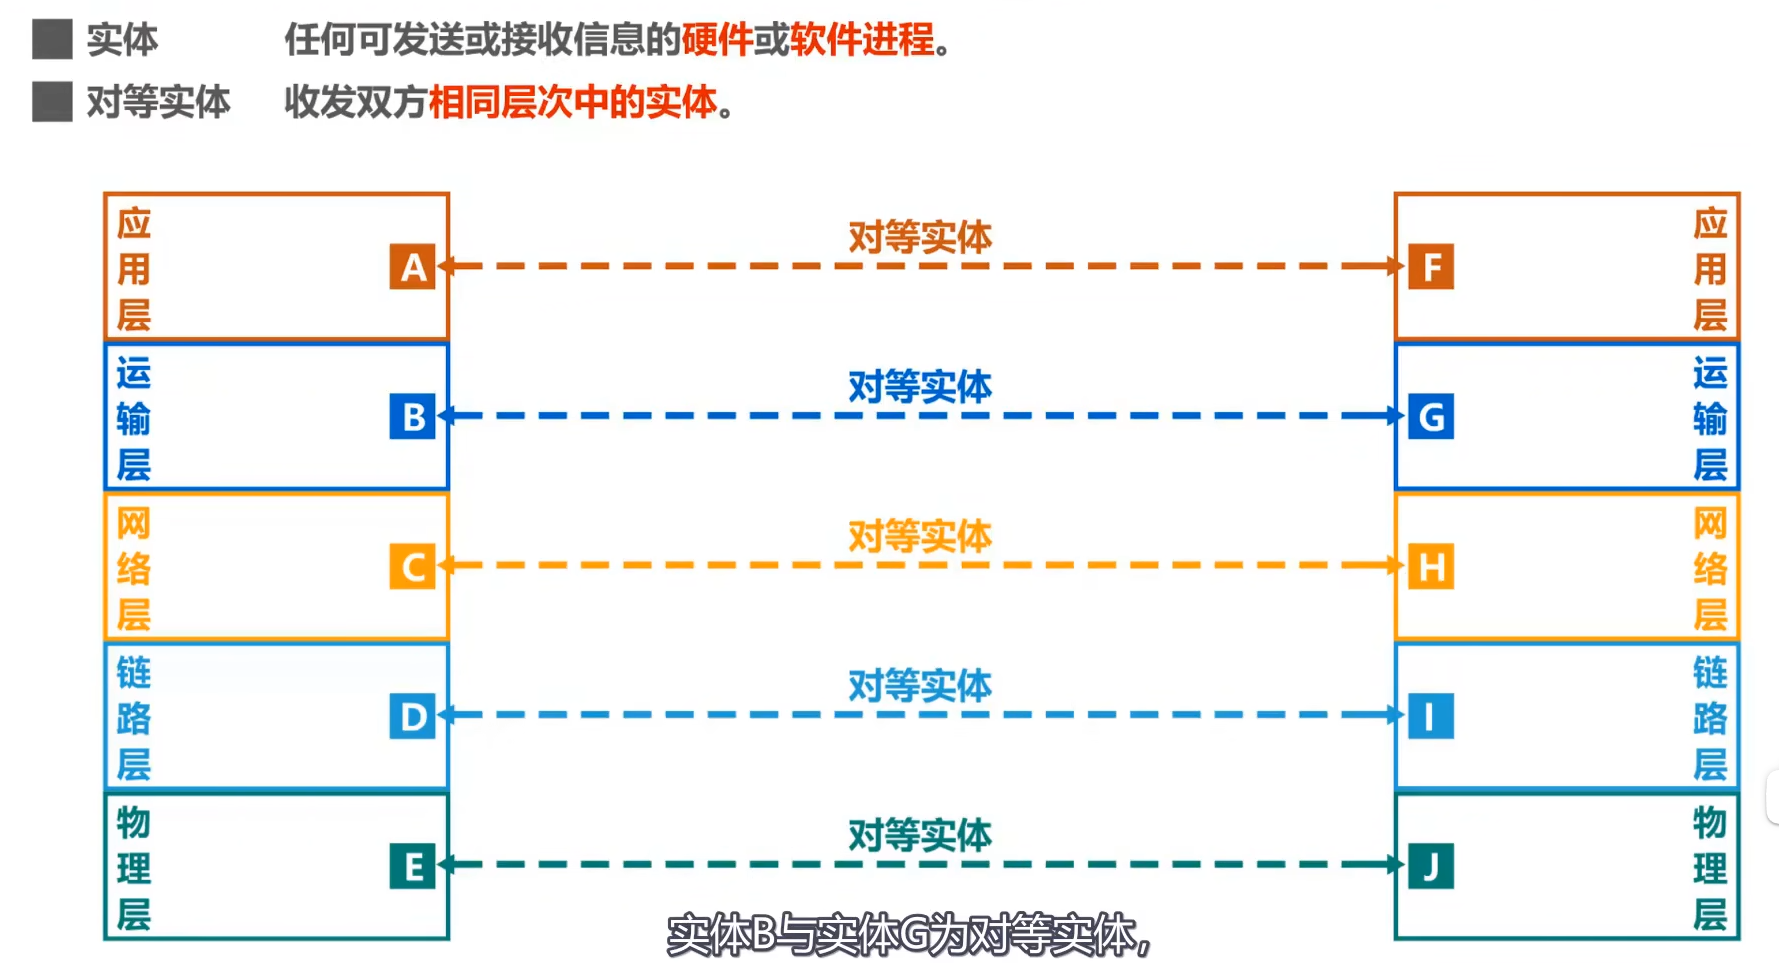 实体 任何可发送或接收信息的硬件或软件进程。
对等实体 收发双方相同层次中的实体。
应用层 A 对等实体 F 应用层
运输层 B 对等实体 G 运输层
网络层 C 对等实体 H 网络层
链路层 D 对等实体 I 链路层
物理层 E 对等实体 J 物理层
实体B与实体G为对等实体,